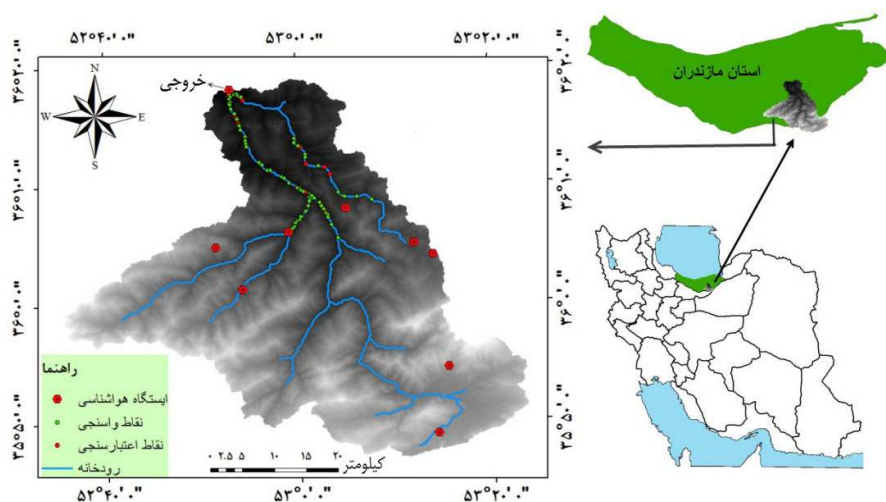 ۵۲°۴۰'۰"
۵۳°۰'۰"
۵۳°۲۰'۰"
N
W
E
S
خروجی
۳۶°۲۰'۰"
۳۶°۱۰'۰"
۳۶°۰'۰"
۳۵°۵۰'۰"
راهنما
ایستگاه هواشناسی
نقاط واسنجی
نقاط اعتبارسنجی
رودخانه
۰ ۲.۵ ۵ ۱۰ ۱۵ ۲۰
کیلومتر
۵۲°۴۰'۰"
۵۳°۰'۰"
۵۳°۲۰'۰"
استان مازندران